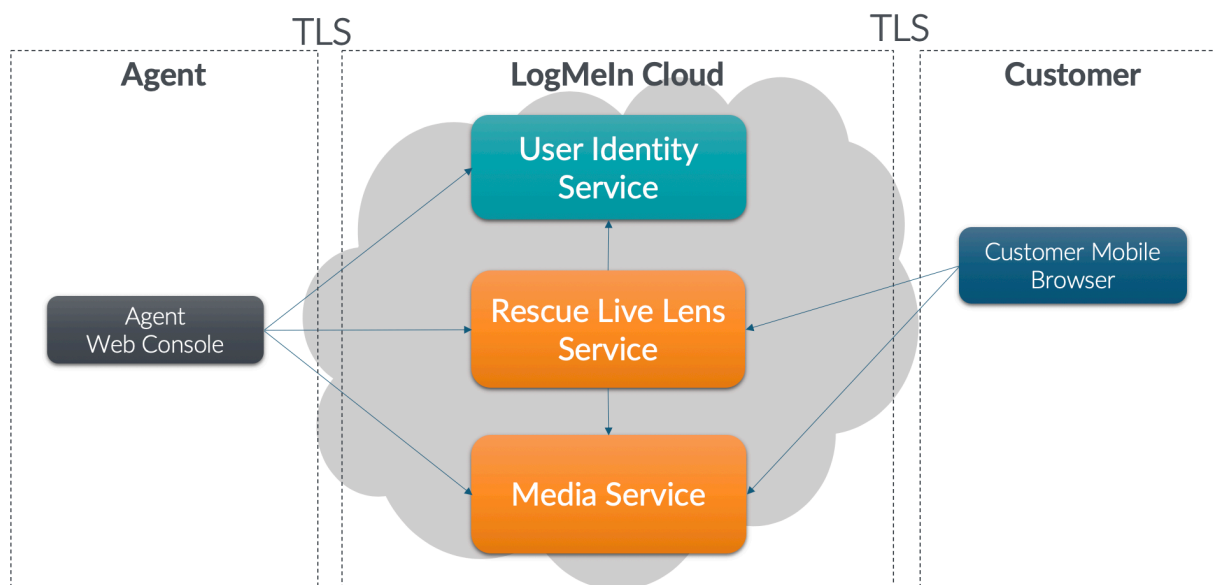 TLS
TLS
Agent
LogMeIn Cloud
Customer
User Identity
Service
Customer Mobile
Browser
Agent
Web Console
Rescue Live Lens
Service
Media Service